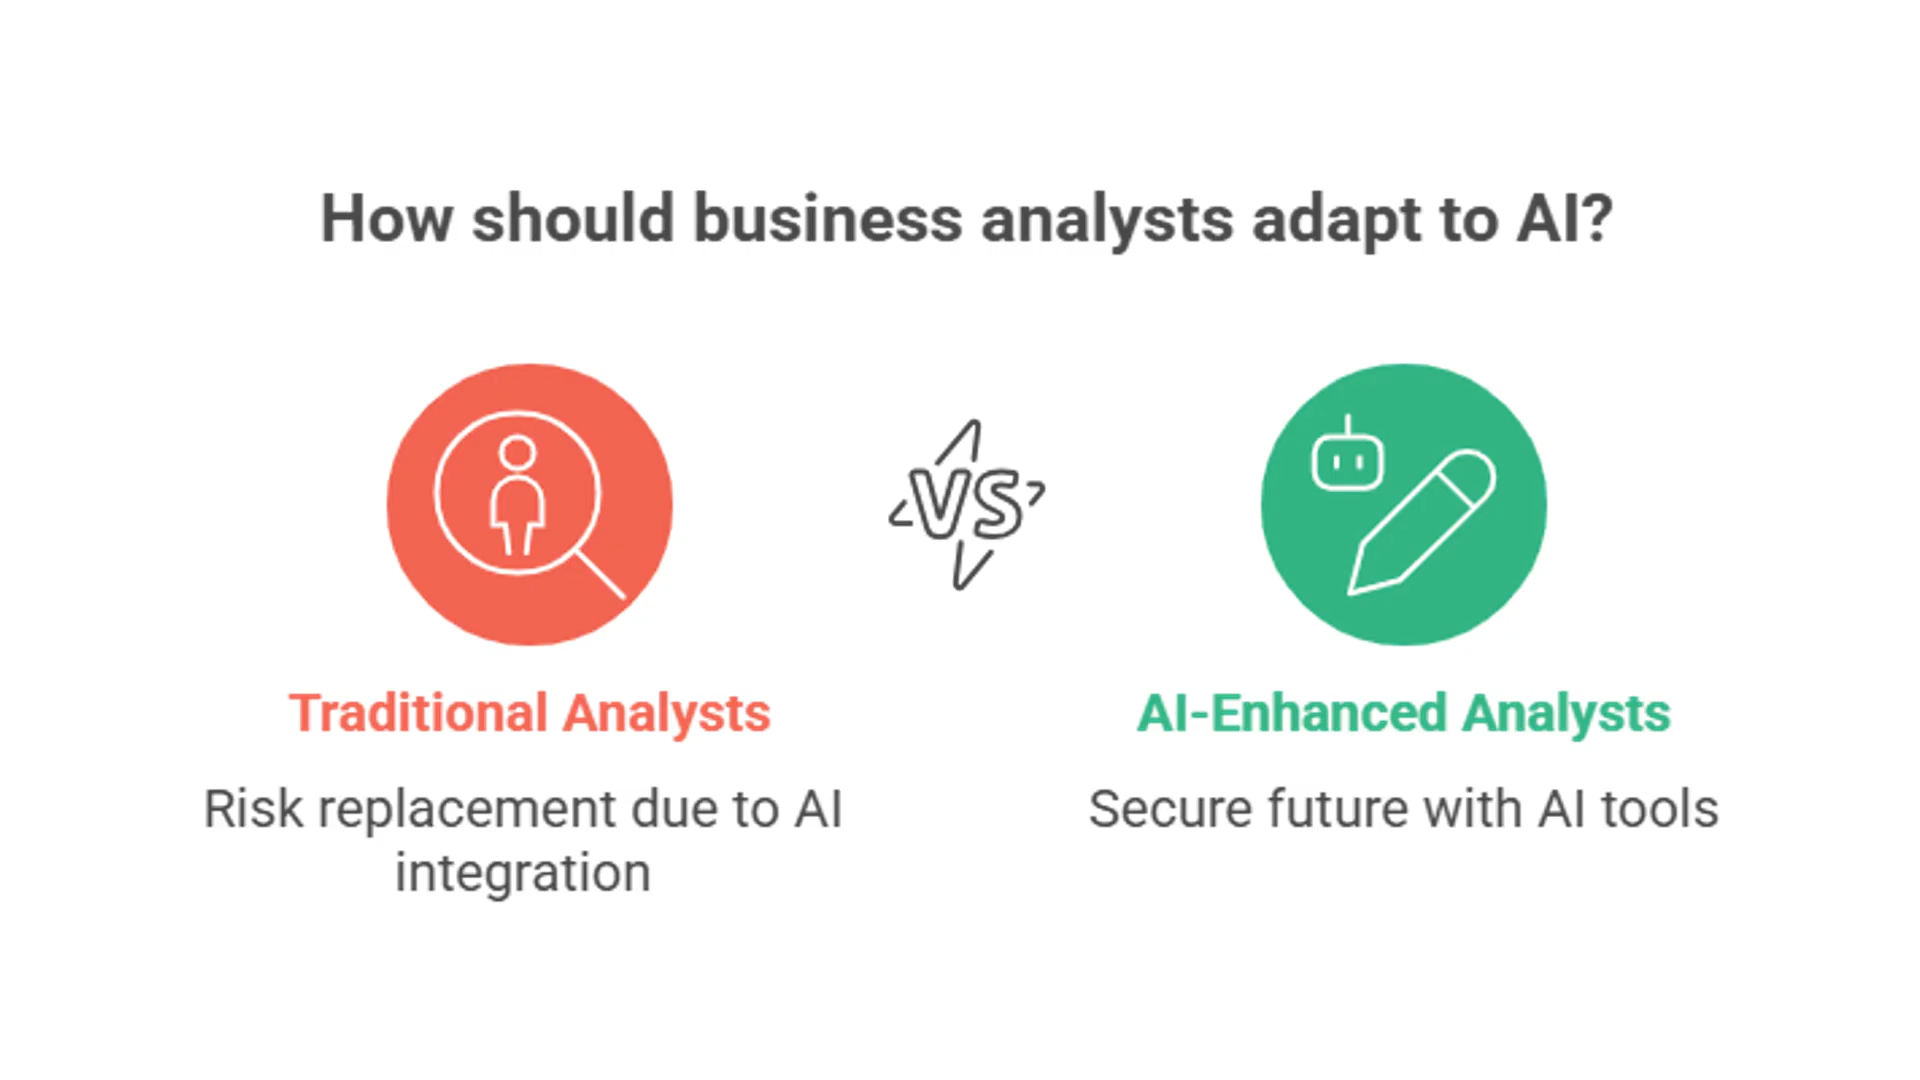 How should business analysts adapt to AI?
VS
Traditional Analysts
Risk replacement due to AI
integration
AI-Enhanced Analysts
Secure future with AI tools